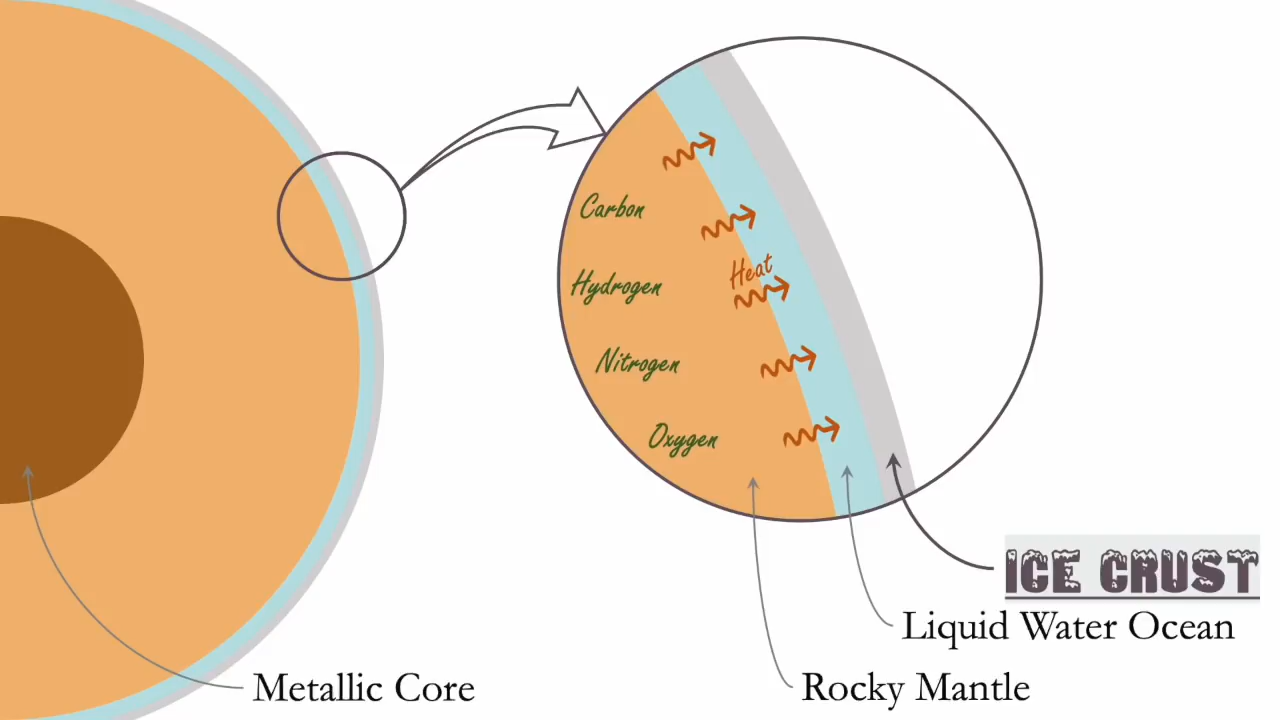 Carbon
Heat
Hydrogen
Nitrogen
Oxygen
ICE CRUST
Liquid Water Ocean
Rocky Mantle
Metallic Core